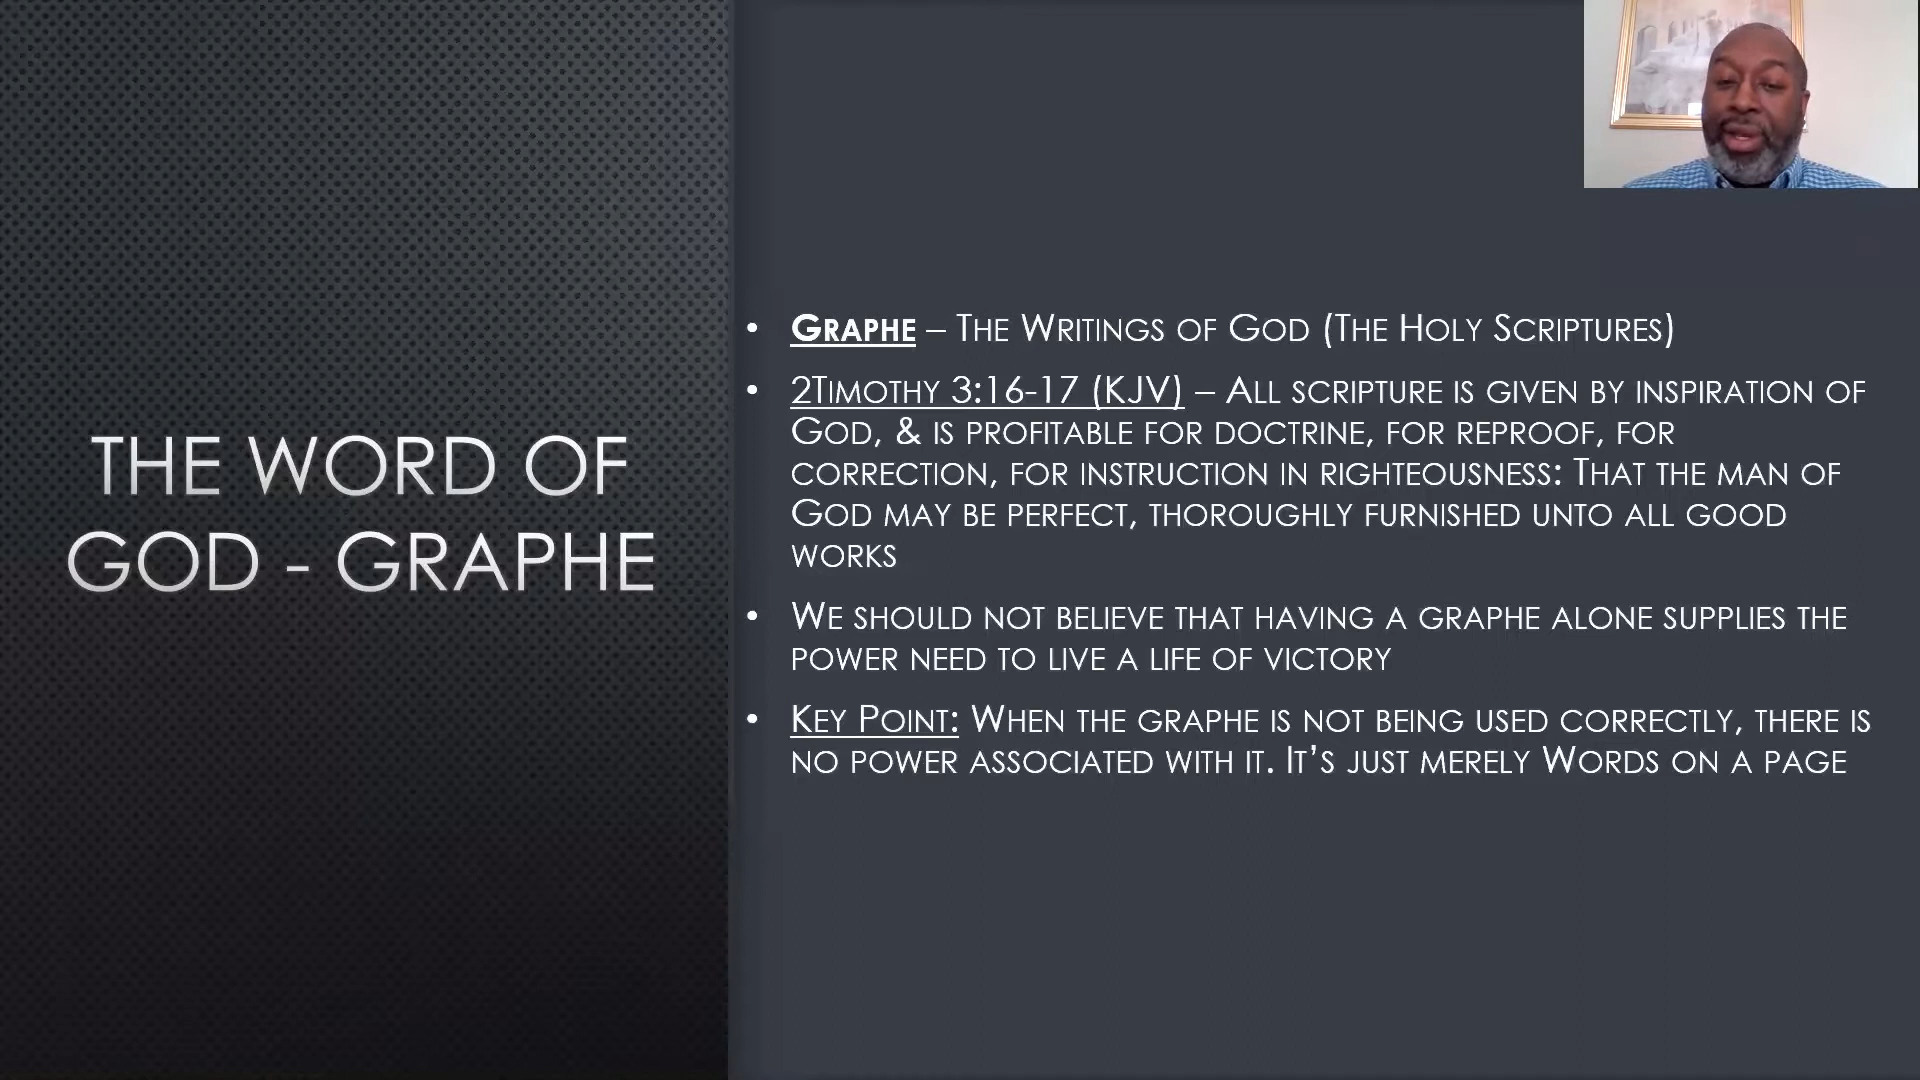 THE WORD OF
GOD - GRAPHE
• GRAPHE – THE WRITINGS OF GOD (THE HOLY SCRIPTURES)
• 2TIMOTHY 3:16-17 (KJV) – ALL SCRIPTURE IS GIVEN BY INSPIRATION OF
GOD, & IS PROFITABLE FOR DOCTRINE, FOR REPROOF, FOR
CORRECTION, FOR INSTRUCTION IN RIGHTEOUSNESS: THAT THE MAN OF
GOD MAY BE PERFECT, THOROUGHLY FURNISHED UNTO ALL GOOD
WORKS
• WE SHOULD NOT BELIEVE THAT HAVING A GRAPHE ALONE SUPPLIES THE
POWER NEED TO LIVE A LIFE OF VICTORY
• KEY POINT: WHEN THE GRAPHE IS NOT BEING USED CORRECTLY, THERE IS
NO POWER ASSOCIATED WITH IT. IT’S JUST MERELY WORDS ON A PAGE